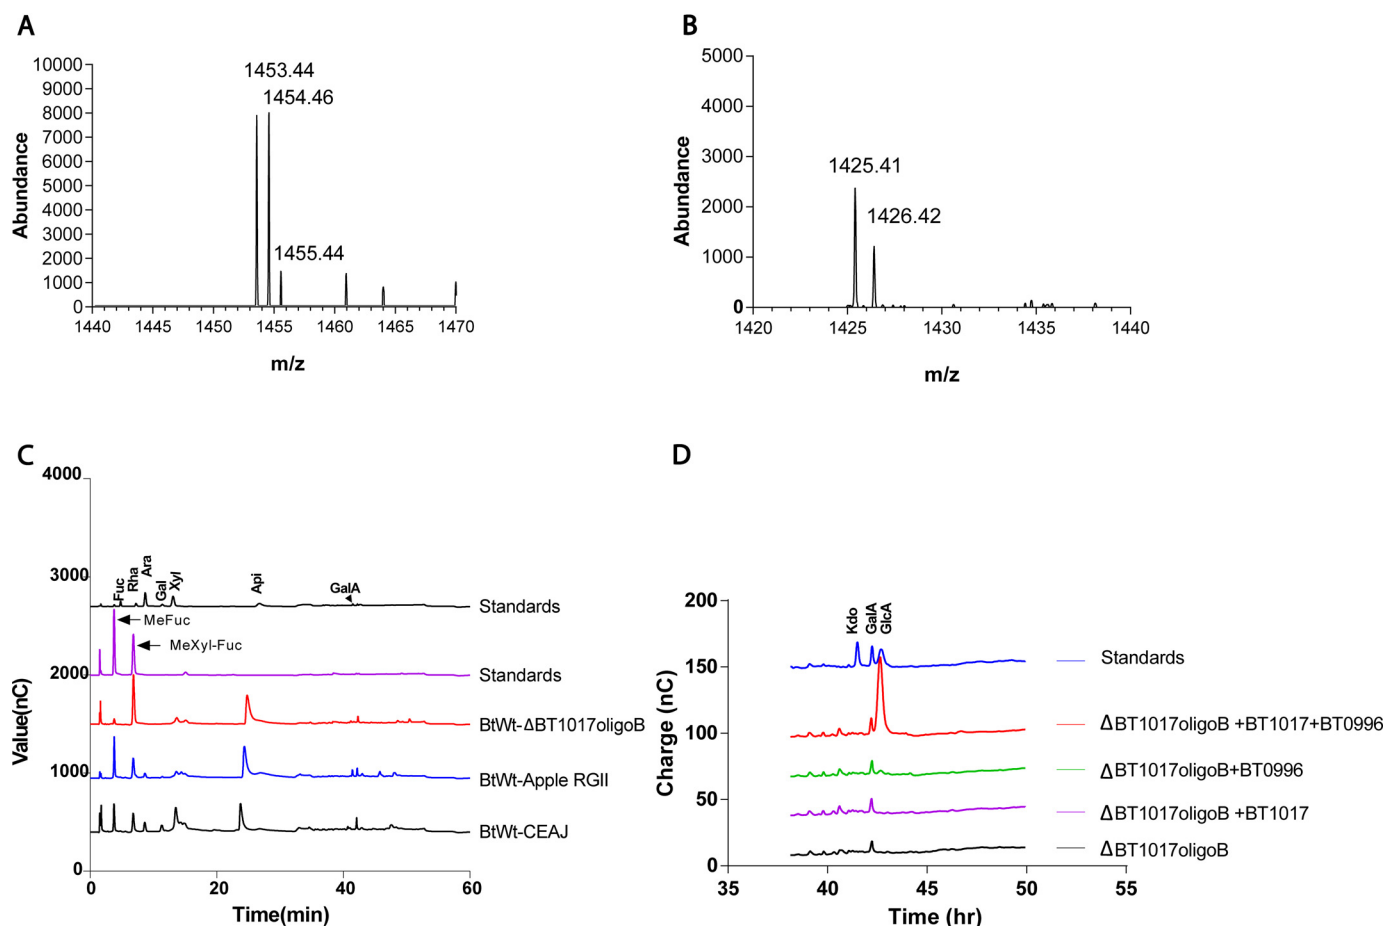 A
10000
9000
8000
7000
6000
5000
4000
3000
2000
1000
0
Abundance
1453.44
1454.46
1455.44
1440
1445
1450
1455
1460
1465
1470
m/z
B
5000
4000
3000
2000
1000
0
Abundance
1425.41
1426.42
1420
1425
1430
1435
1440
m/z
C
4000
3000
2000
1000
0
Value(nC)
Fuc
Rha
Ara
Gal
Xyl
Api
GalA
MeFuc
MeXyl-Fuc
Standards
Standards
BtWt-ΔBT1017oligoB
BtWt-Apple RGII
BtWt-CEAJ
0
20
40
60
Time(min)
D
200
150
100
50
0
Charge (nC)
Kdo
GalA
GlcA
Standards
ΔBT1017oligoB +BT1017+BT0996
ΔBT1017oligoB+BT0996
ΔBT1017oligoB +BT1017
ΔBT1017oligoB
35
40
45
50
55
Time (hr)